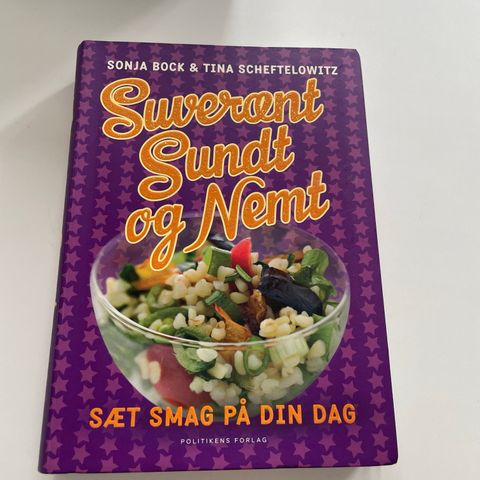 SONJA BOCK & TINA SCHEFTELOWITZ
Suverænt
Sundt
og Nemt
SÆT SMAG PÅ DIN DAG
POLITIKENS FORLAG